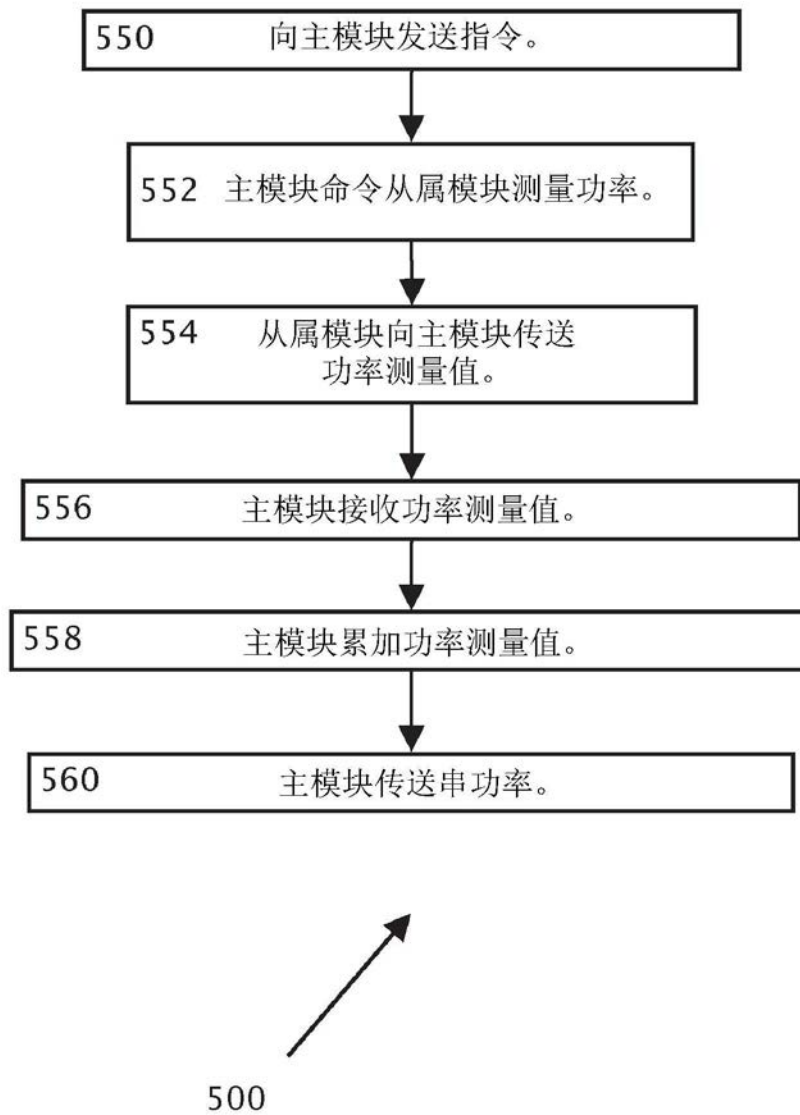 550 向主模块发送指令。
552 主模块命令从属模块测量功率。
554 从属模块向主模块传送
功率测量值。
556 主模块接收功率测量值。
558 主模块累加功率测量值。
560 主模块传送串功率。
500